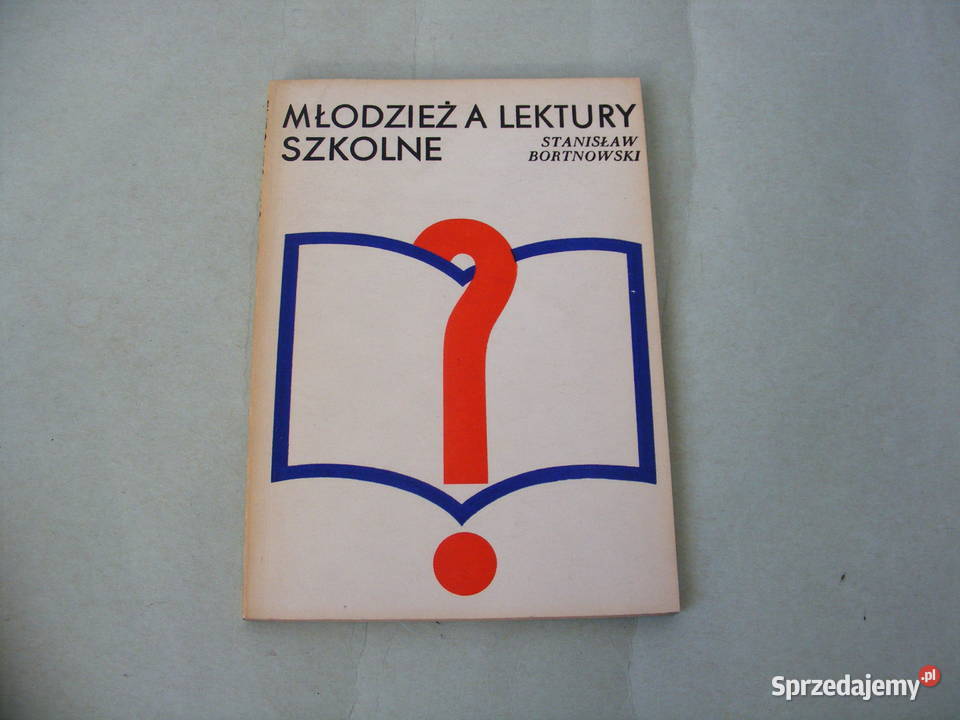 MŁODZIEŻ A LEKTURY
SZKOLNE
STANISŁAW
BORTNOWSKI
Sprzedajemy.pl